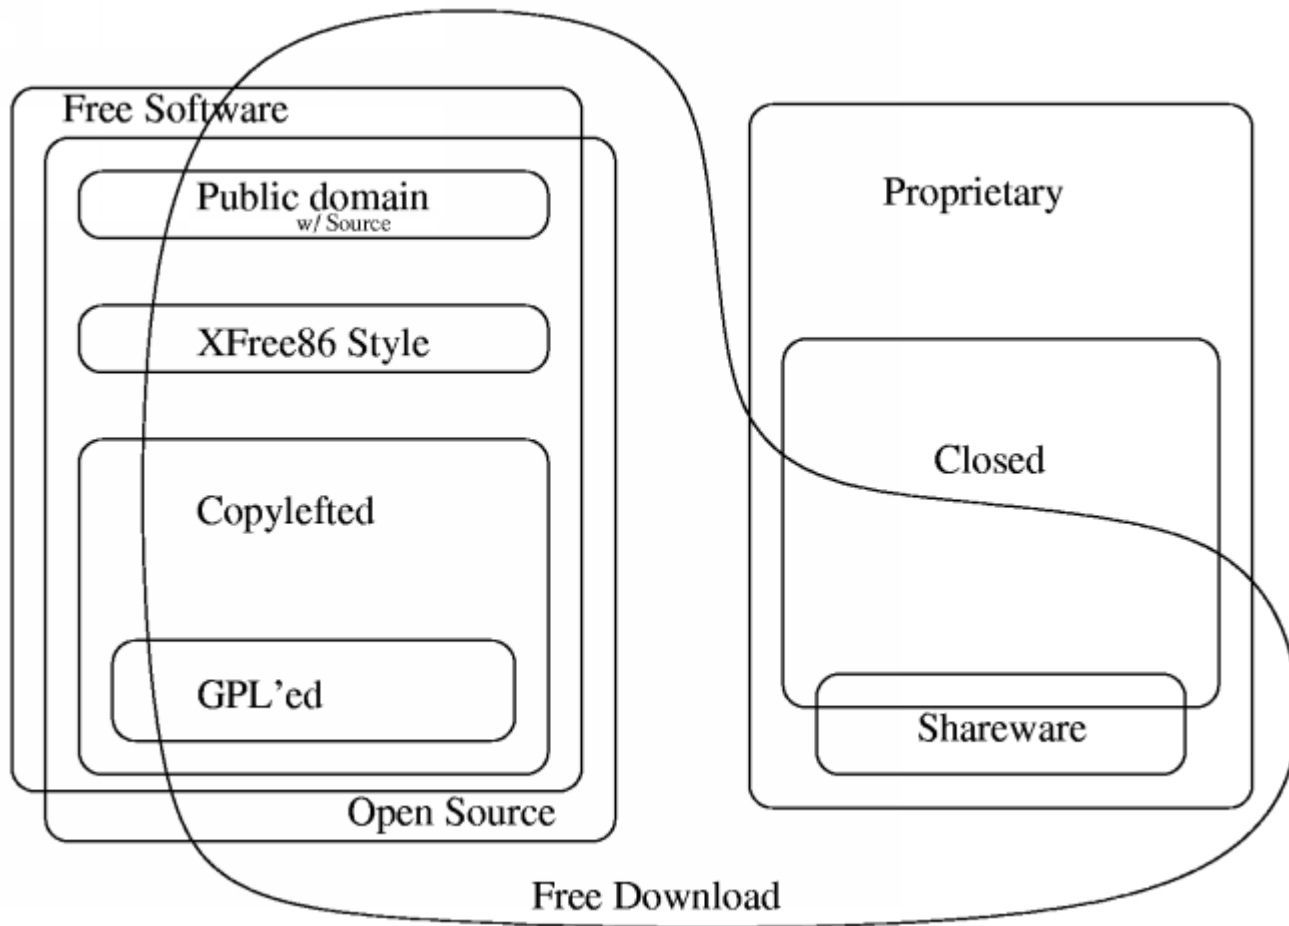 Free Software
Public domain
w/ Source
XFree86 Style
Copylefted
GPL'ed
Open Source
Proprietary
Closed
Shareware
Free Download